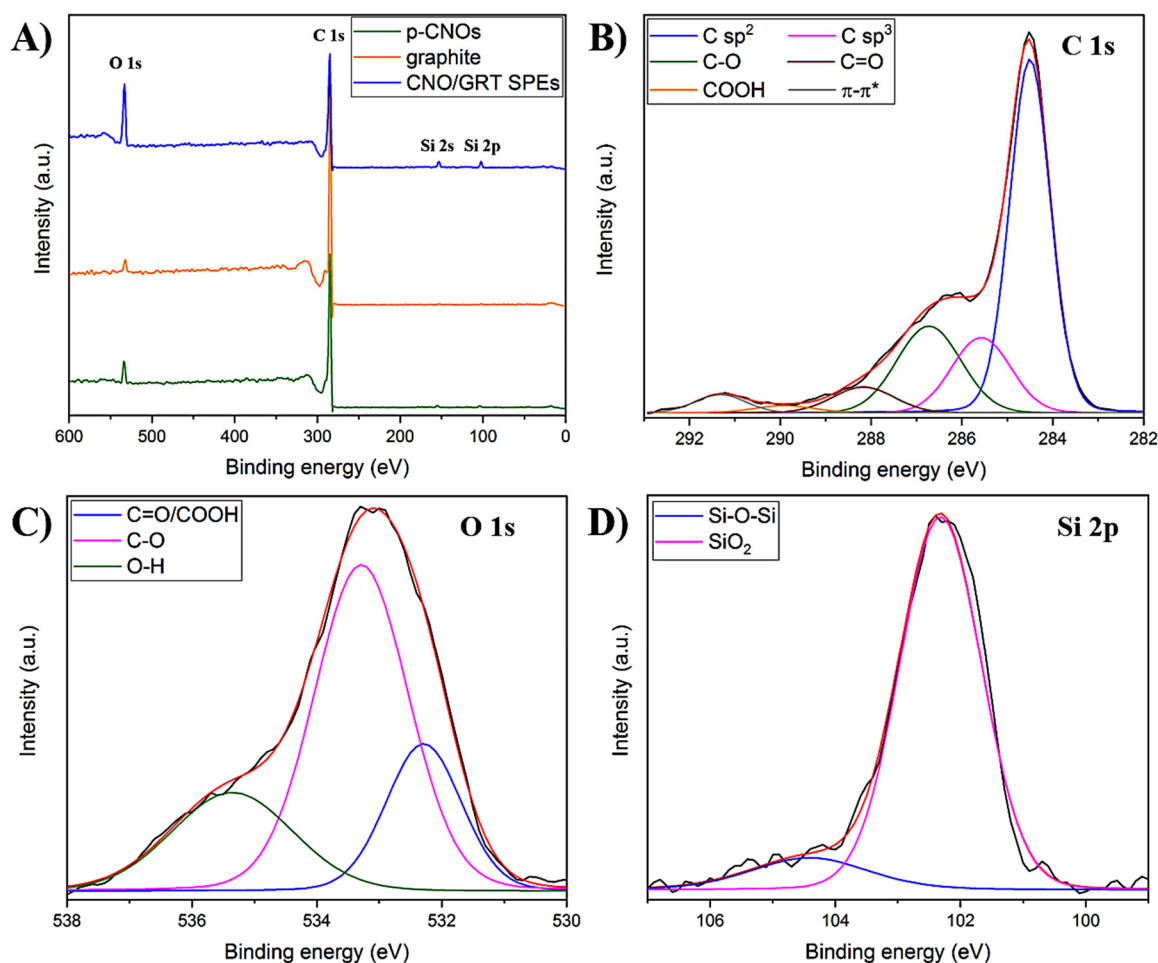 A)
O 1s
C 1s
p-CNOs
graphite
CNO/GRT SPEs
Si 2s Si 2p
Intensity (a.u.)
600 500 400 300 200 100 0
Binding energy (eV)
B)
C sp² C sp³
C-O C=O
COOH π-π*
C 1s
Intensity (a.u.)
292 290 288 286 284 282
Binding energy (eV)
C)
C=O/COOH
C-O
O-H
O 1s
Intensity (a.u.)
538 536 534 532 530
Binding energy (eV)
D)
Si-O-Si
SiO₂
Si 2p
Intensity (a.u.)
106 104 102 100
Binding energy (eV)